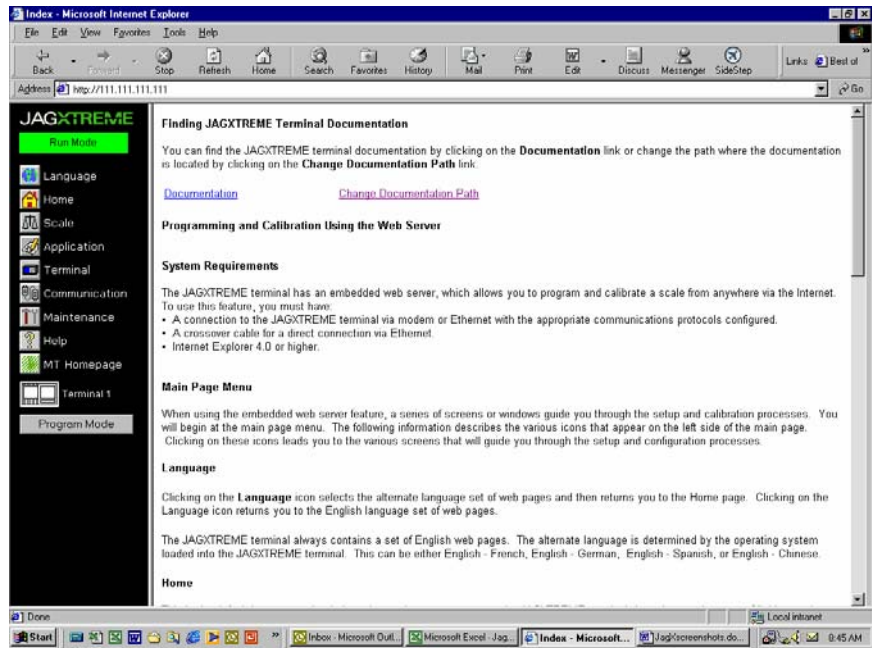 Index - Microsoft Internet Explorer
File Edit View Favorites Tools Help
Back Forward Stop Refresh Home Search Favorites History Mail Print Edit Discuss Messenger SideStep Links Best of
Address http://111.111.111.111 Go
JAGXTREME
Run Mode
Language
Home
Scale
Application
Terminal
Communication
Maintenance
Help
MT Homepage
Terminal 1
Program Mode
Finding JAGXTREME Terminal Documentation
You can find the JAGXTREME terminal documentation by clicking on the Documentation link or change the path where the documentation
is located by clicking on the Change Documentation Path link.
Documentation Change Documentation Path
Programming and Calibration Using the Web Server
System Requirements
The JAGXTREME terminal has an embedded web server, which allows you to program and calibrate a scale from anywhere via the Internet.
To use this feature, you must have:
• A connection to the JAGXTREME terminal via modem or Ethernet with the appropriate communications protocols configured.
• A crossover cable for a direct connection via Ethernet.
• Internet Explorer 4.0 or higher.
Main Page Menu
When using the embedded web server feature, a series of screens or windows guide you through the setup and calibration processes. You
will begin at the main page menu. The following information describes the various icons that appear on the left side of the main page.
Clicking on these icons leads you to the various screens that will guide you through the setup and configuration processes.
Language
Clicking on the Language icon selects the alternate language set of web pages and then returns you to the Home page. Clicking on the
Language icon returns you to the English language set of web pages.
The JAGXTREME terminal always contains a set of English web pages. The alternate language is determined by the operating system
loaded into the JAGXTREME terminal. This can be either English - French, English - German, English - Spanish, or English - Chinese.
Home
Done Local intranet
Start Inbox - Microsoft Outl... Microsoft Excel - Jag... Index - Microsoft... JagXscreenshots.do... 9:45 AM